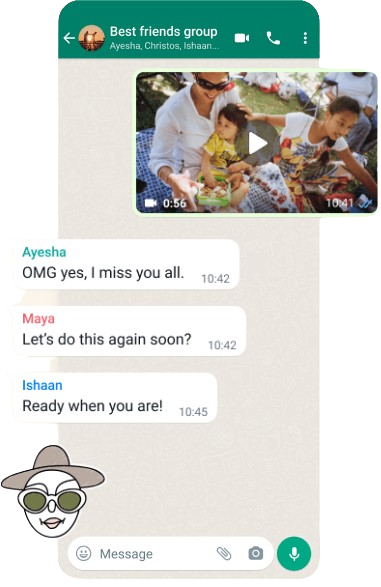 Best friends group
Ayesha, Christos, Ishaan...
0:56
10:41
Ayesha
OMG yes, I miss you all.
10:42
Maya
Let's do this again soon?
10:42
Ishaan
Ready when you are!
10:45
Message